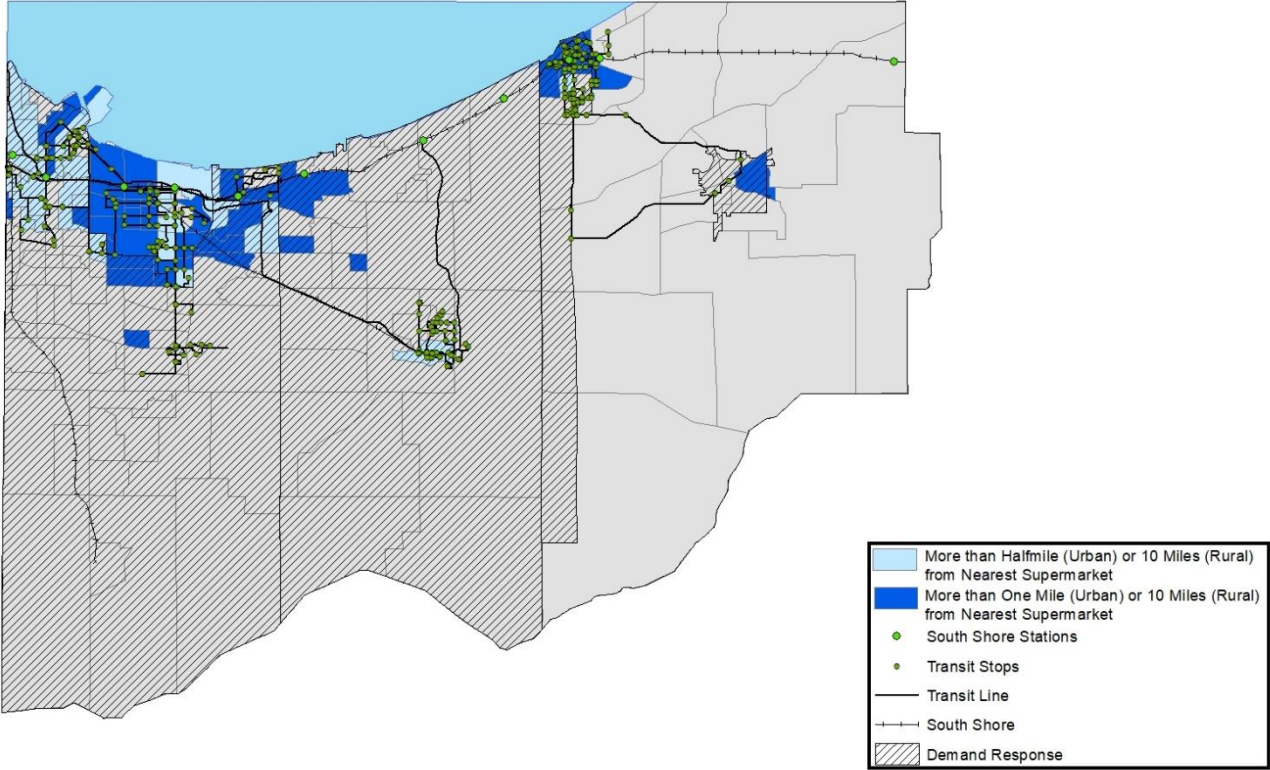 More than Halfmile (Urban) or 10 Miles (Rural)
from Nearest Supermarket
More than One Mile (Urban) or 10 Miles (Rural)
from Nearest Supermarket
South Shore Stations
Transit Stops
Transit Line
South Shore
Demand Response